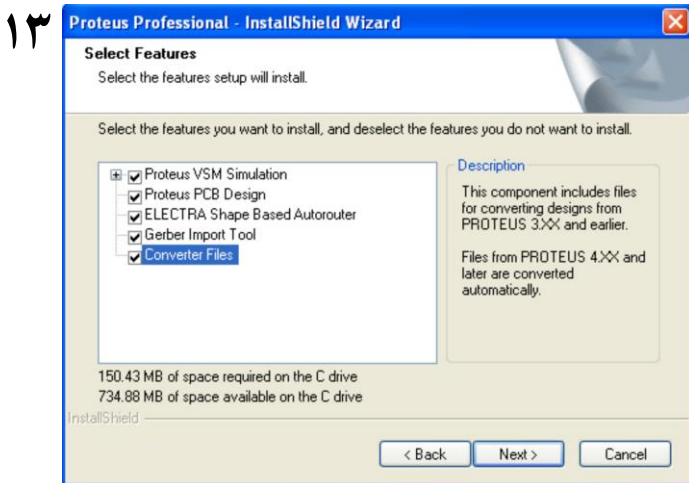 ۱۳
Proteus Professional - InstallShield Wizard
Select Features
Select the features setup will install.
Select the features you want to install, and deselect the features you do not want to install.
Proteus VSM Simulation
Proteus PCB Design
ELECTRA Shape Based Autorouter
Gerber Import Tool
Converter Files
Description
This component includes files
for converting designs from
PROTEUS 3.XX and earlier.
Files from PROTEUS 4.XX and
later are converted
automatically.
150.43 MB of space required on the C drive
734.88 MB of space available on the C drive
InstallShield
< Back
Next >
Cancel